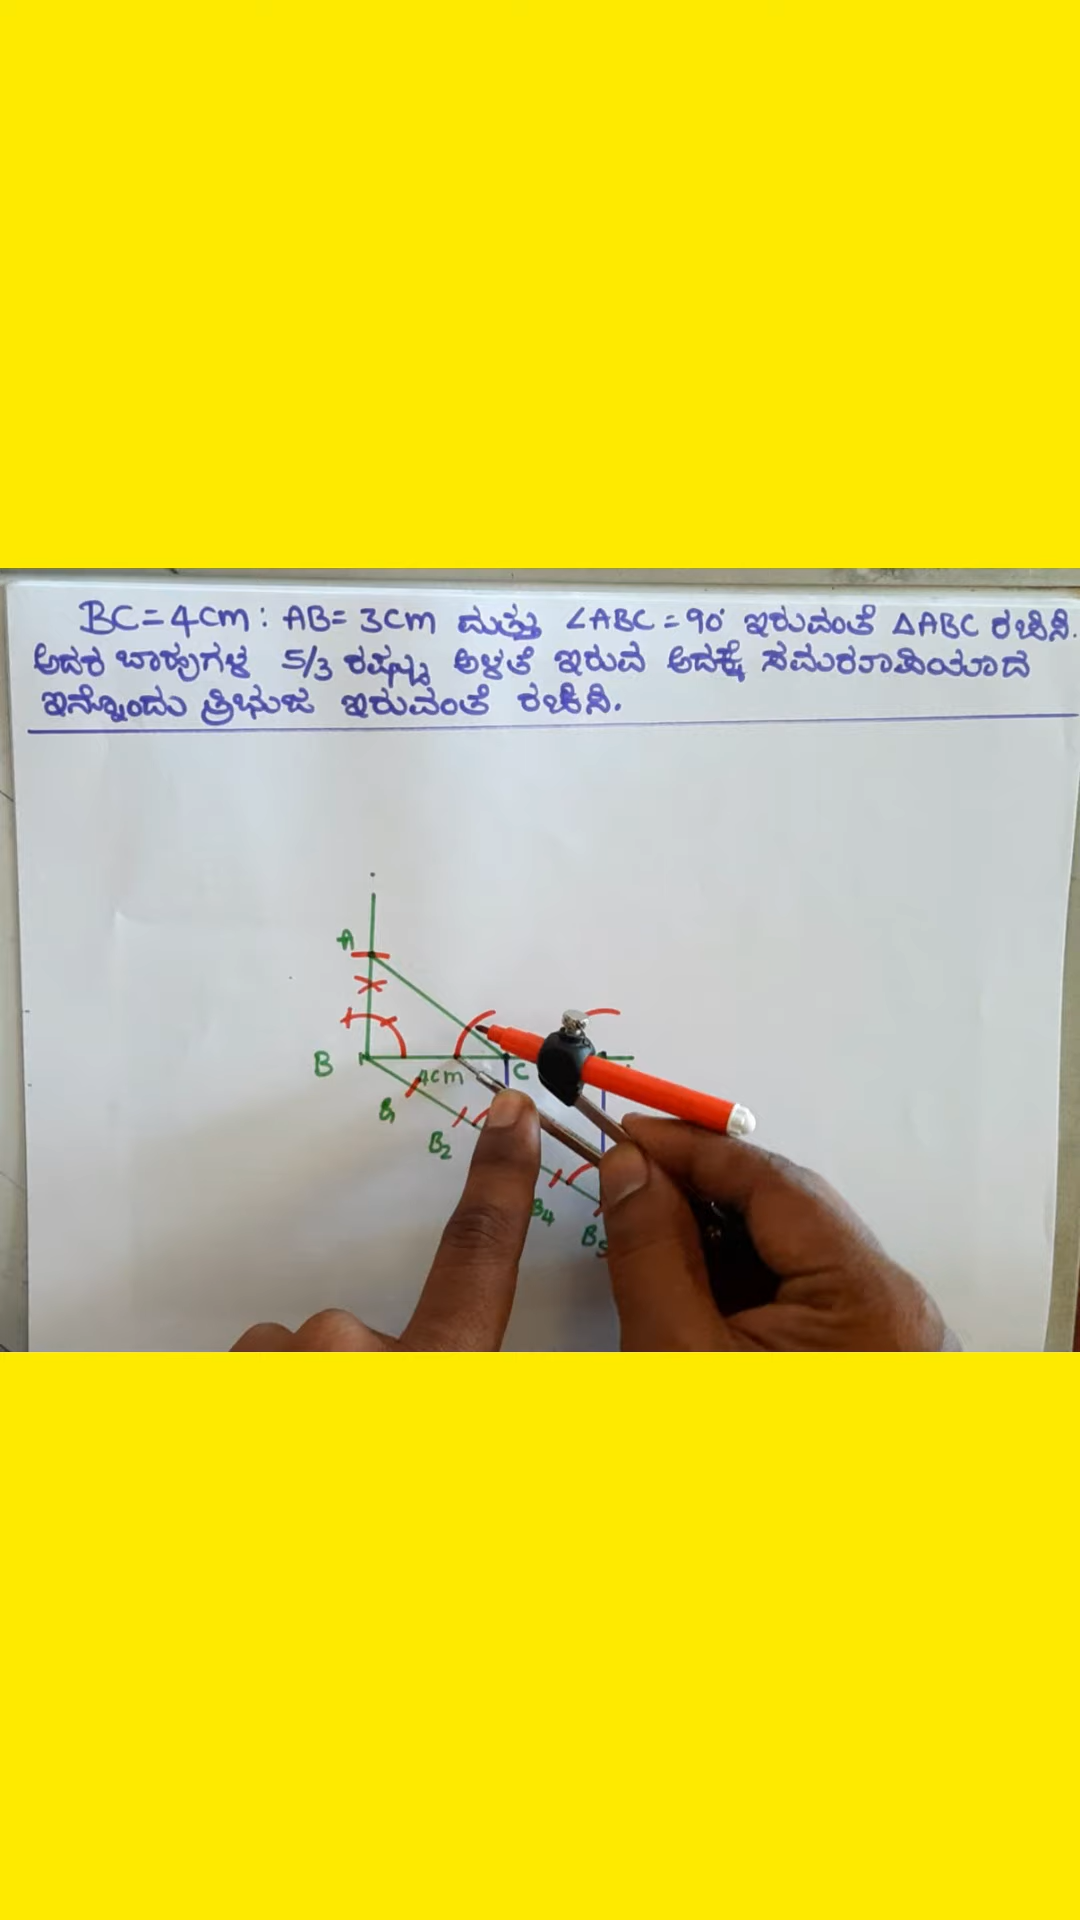 BC = 4cm : AB = 3cm ಮತ್ತು ∠ABC = 90° ಇರುವಂತೆ ΔABC ರಚಿಸಿ.
ಅದರ ಬಾಹುಗಳ 5/3 ರಷ್ಟು ಅಳತೆ ಇರುವ ಅದಕ್ಕೆ ಸಮರೂಪಿಯಾದ
ಇನ್ನೊಂದು ತ್ರಿಭುಜ ಇರುವಂತೆ ರಚಿಸಿ.
A
B
4cm
C
B1
B2
B4
B5